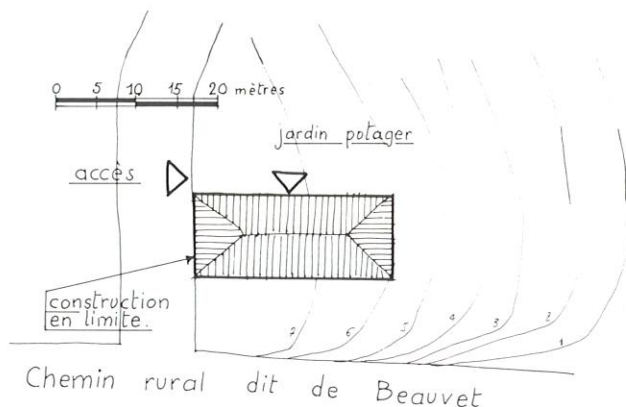 0 5 10 15 20 mètres
jardin potager
accès
construction
en limite.
7 6 5 4 3 2 1
Chemin rural dit de Beauvet